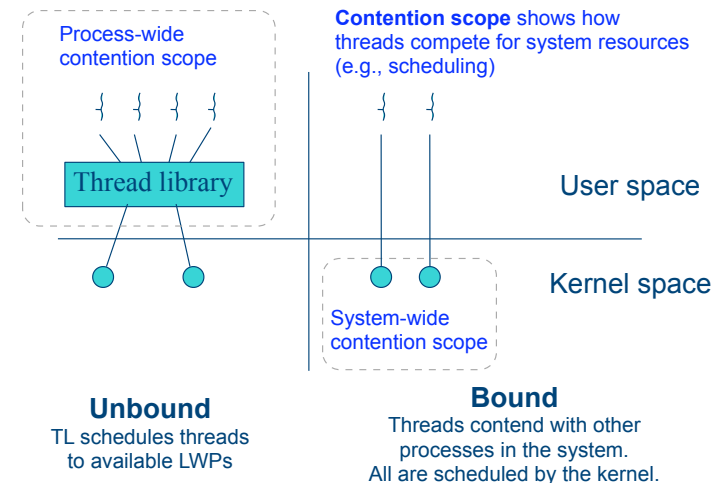 Process-wide
contention scope
Contention scope shows how
threads compete for system resources
(e.g., scheduling)
Thread library
User space
Kernel space
System-wide
contention scope
Unbound
TL schedules threads
to available LWPs
Bound
Threads contend with other
processes in the system.
All are scheduled by the kernel.